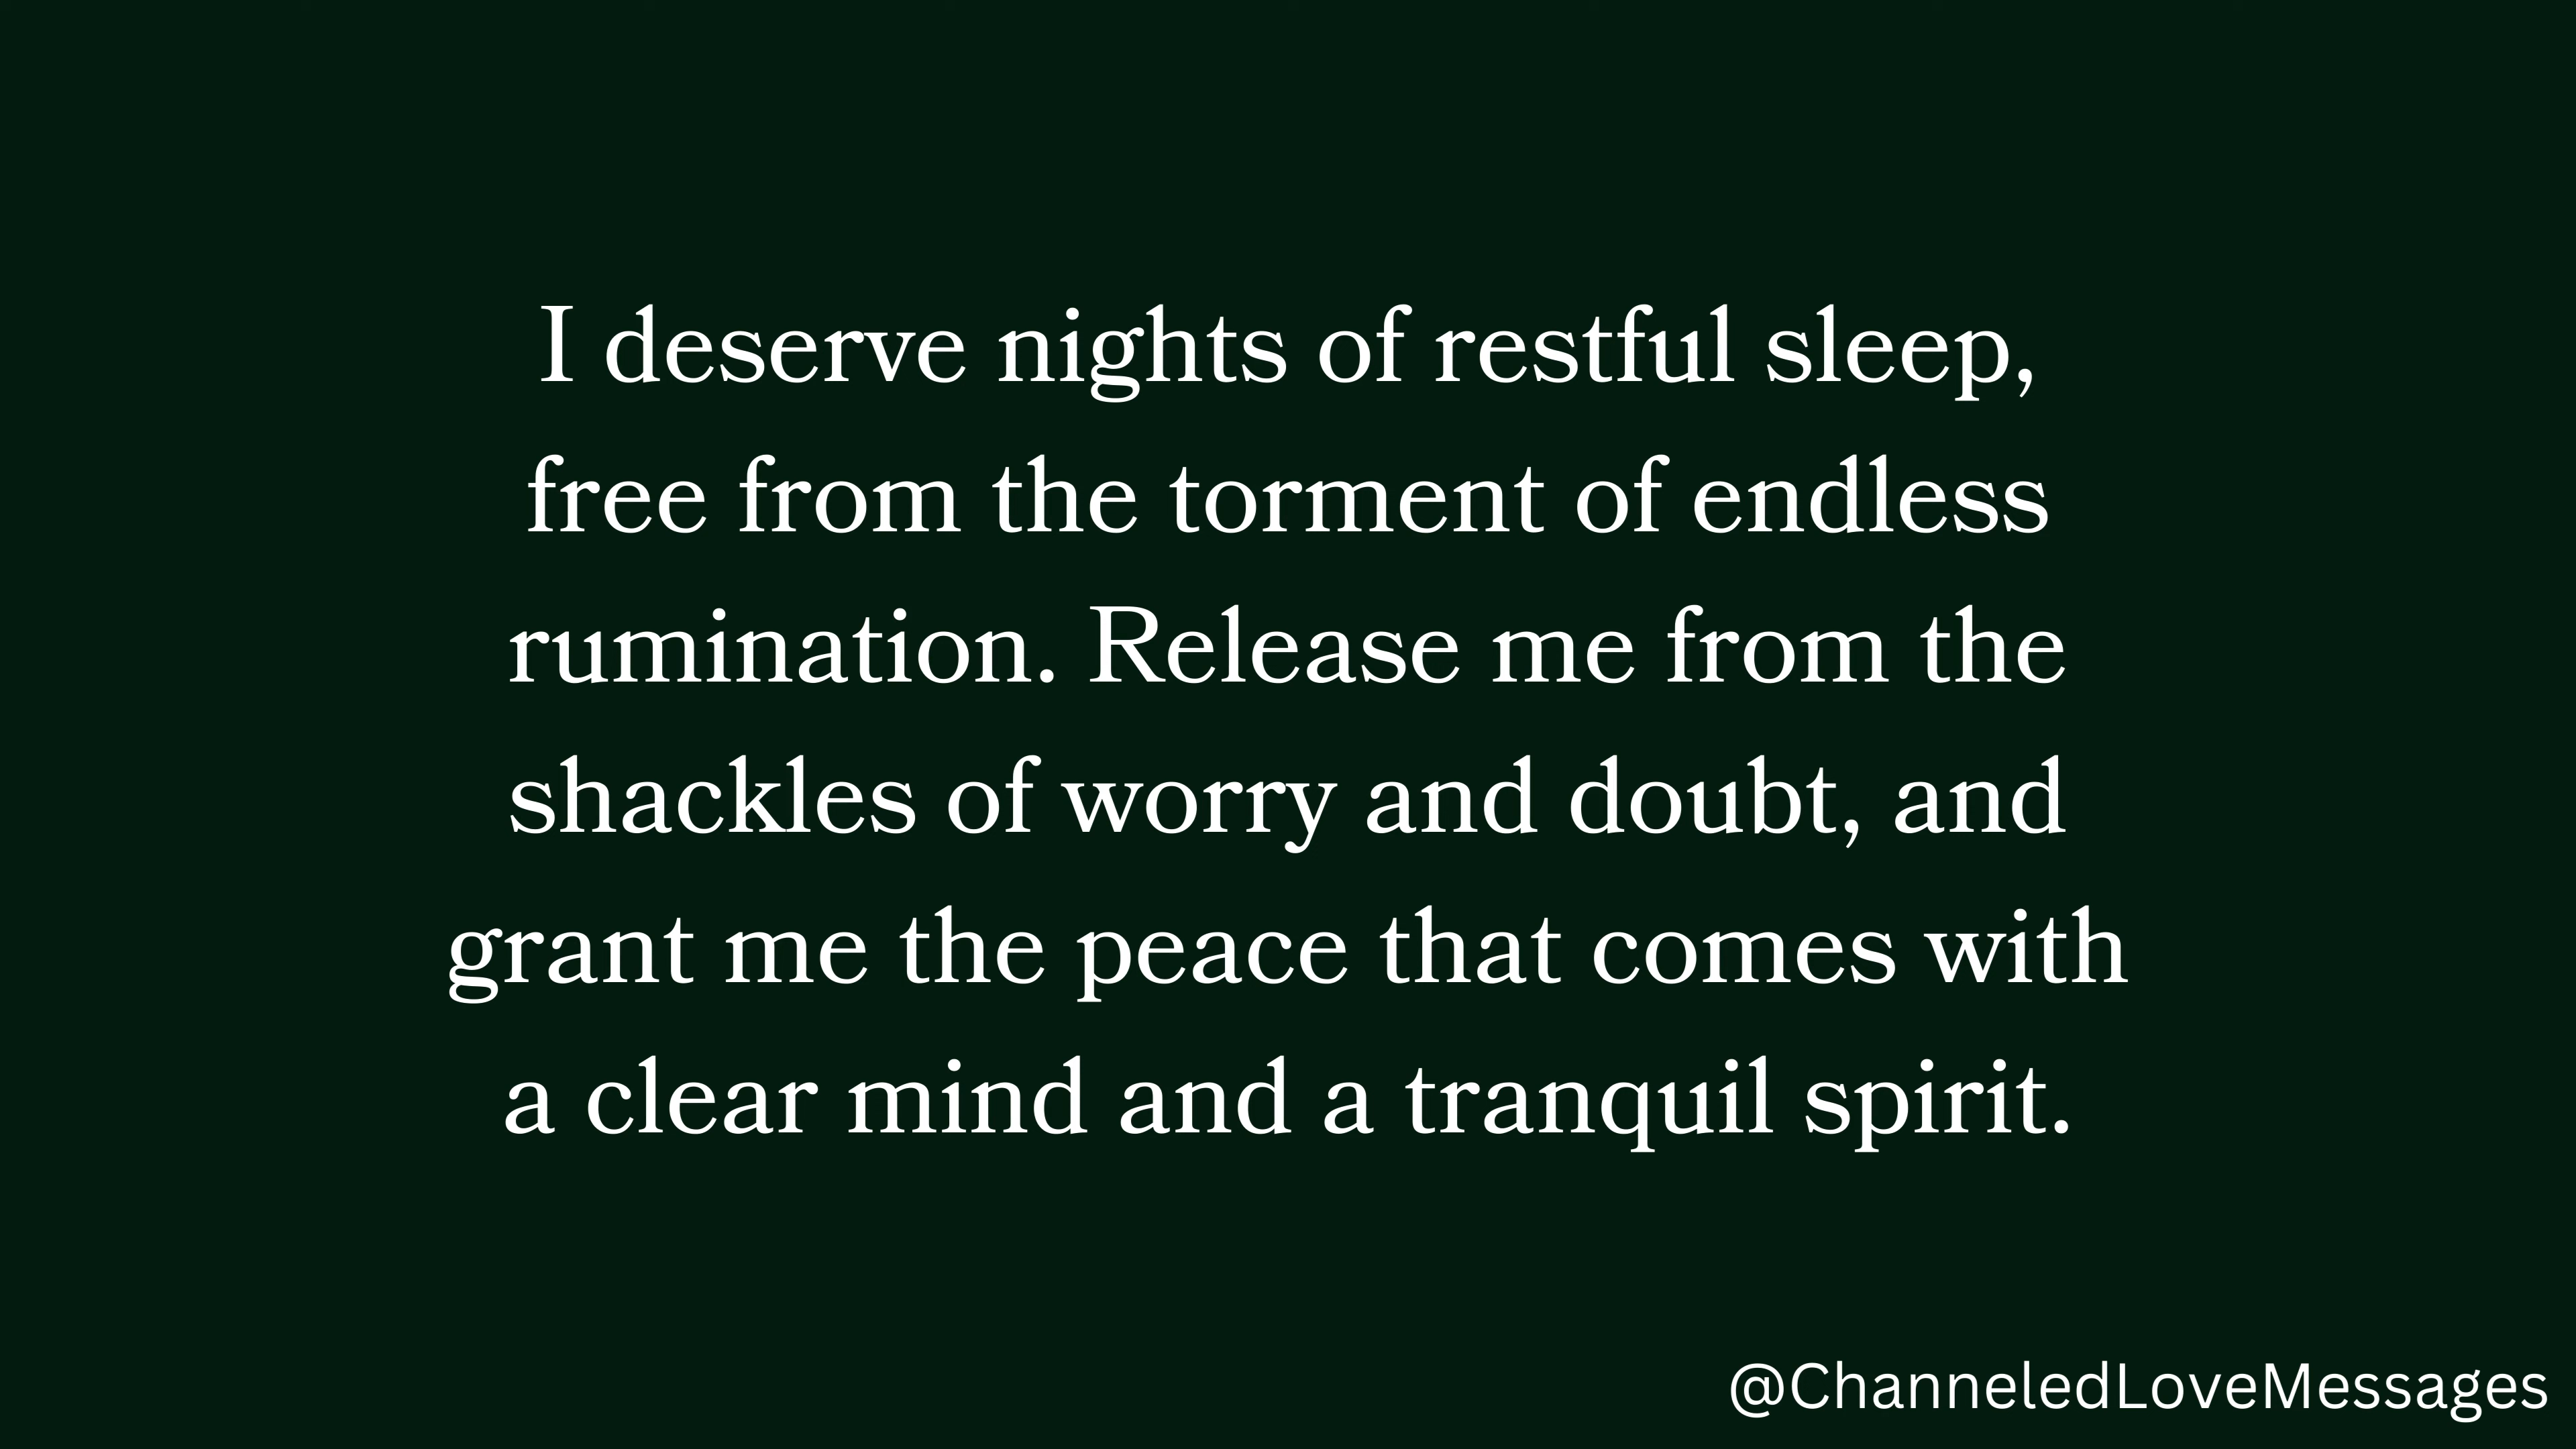 I deserve nights of restful sleep,
free from the torment of endless
rumination. Release me from the
shackles of worry and doubt, and
grant me the peace that comes with
a clear mind and a tranquil spirit.
@ChanneledLoveMessages